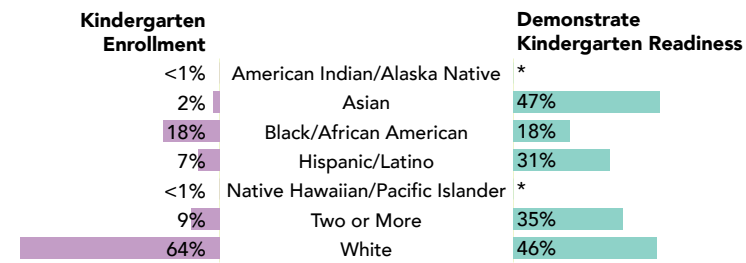 Kindergarten Enrollment
Demonstrate Kindergarten Readiness
<1% American Indian/Alaska Native *
2% Asian 47%
18% Black/African American 18%
7% Hispanic/Latino 31%
<1% Native Hawaiian/Pacific Islander *
9% Two or More 35%
64% White 46%